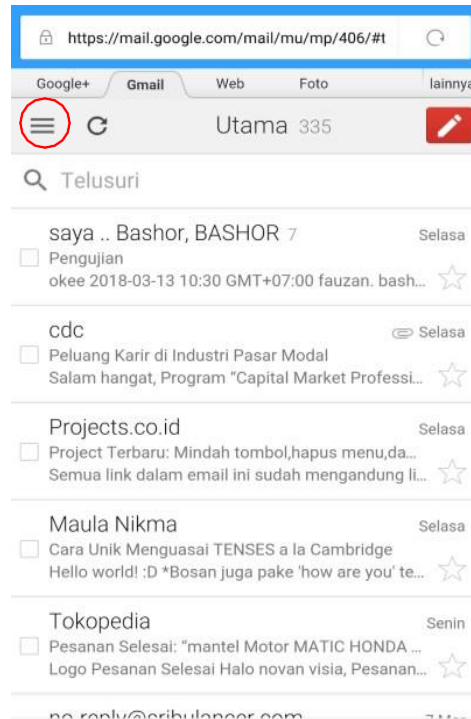 https://mail.google.com/mail/mu/mp/406/#t
Google+ Gmail Web Foto lainnya
Utama 335
Telusuri
saya .. Bashor, BASHOR 7 Selasa
Pengujian
okee 2018-03-13 10:30 GMT+07:00 fauzan. bash...
cdc Selasa
Peluang Karir di Industri Pasar Modal
Salam hangat, Program “Capital Market Professi...
Projects.co.id Selasa
Project Terbaru: Mindah tombol,hapus menu,da...
Semua link dalam email ini sudah mengandung li...
Maula Nikma Selasa
Cara Unik Menguasai TENSES a la Cambridge
Hello world! :D *Bosan juga pake 'how are you' te...
Tokopedia Senin
Pesanan Selesai: “mantel Motor MATIC HONDA ...
Logo Pesanan Selesai Halo novan visia, Pesanan...
no-reply@sribulancer.com